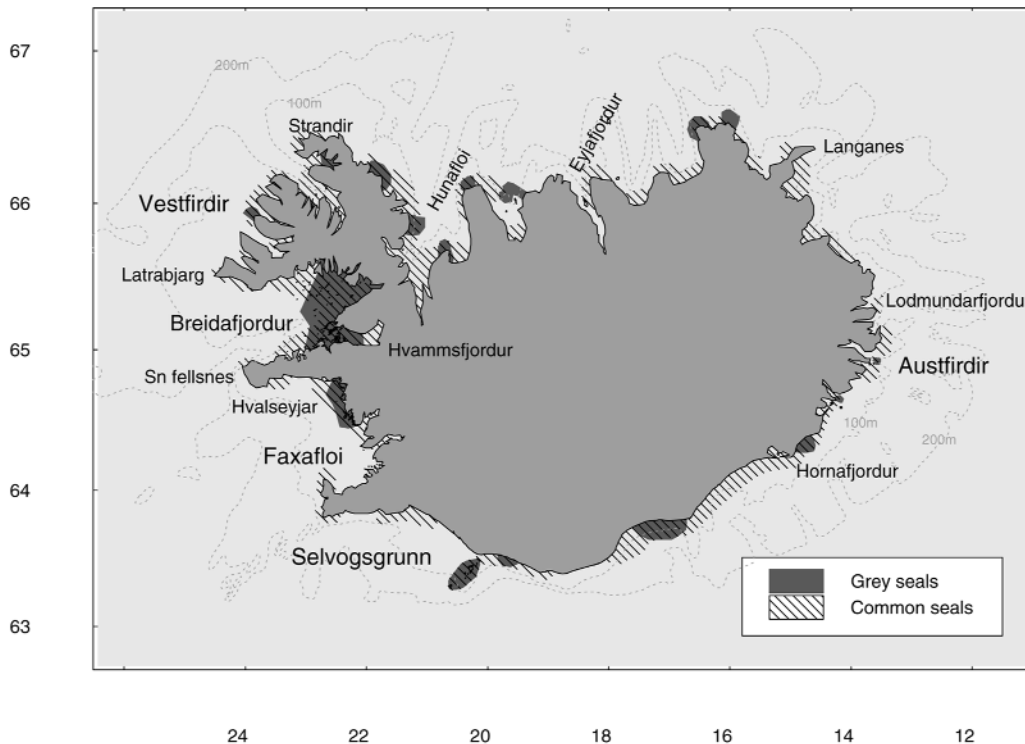 67
200m
100m
Strandir
Hunafloi
Eyjafjordur
Langanes
66
Vestfirdir
Latrabjarg
Lodmundarfjordur
Breidafjordur
65
Hvammsfjordur
Austfirdir
Sn fellsnes
Hvalseyjar
100m
200m
Faxafloi
Hornafjordur
64
Selvogsgrunn
Grey seals
Common seals
63
24 22 20 18 16 14 12